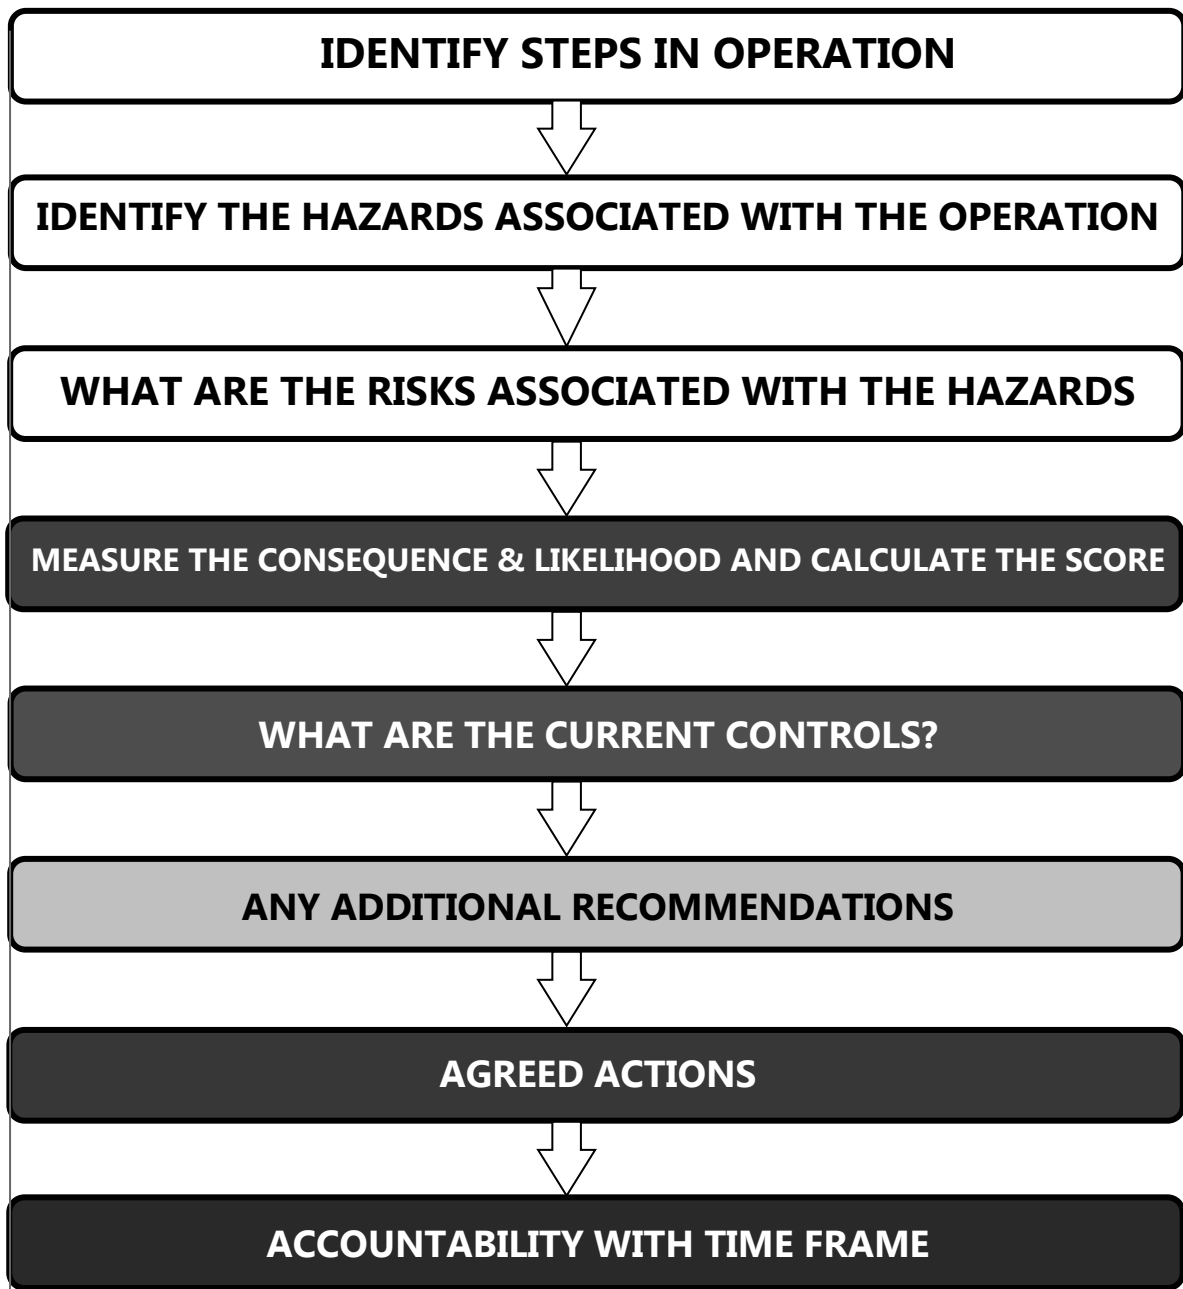 IDENTIFY STEPS IN OPERATION
IDENTIFY THE HAZARDS ASSOCIATED WITH THE OPERATION
WHAT ARE THE RISKS ASSOCIATED WITH THE HAZARDS
MEASURE THE CONSEQUENCE & LIKELIHOOD AND CALCULATE THE SCORE
WHAT ARE THE CURRENT CONTROLS?
ANY ADDITIONAL RECOMMENDATIONS
AGREED ACTIONS
ACCOUNTABILITY WITH TIME FRAME